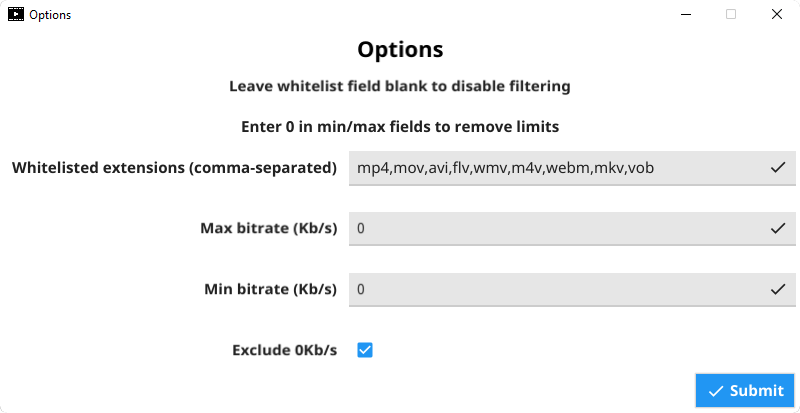 Options
Options
Leave whitelist field blank to disable filtering
Enter 0 in min/max fields to remove limits
Whitelisted extensions (comma-separated) mp4,mov,avi,flv,wmv,m4v,webm,mkv,vob
Max bitrate (Kb/s) 0
Min bitrate (Kb/s) 0
Exclude 0Kb/s
Submit